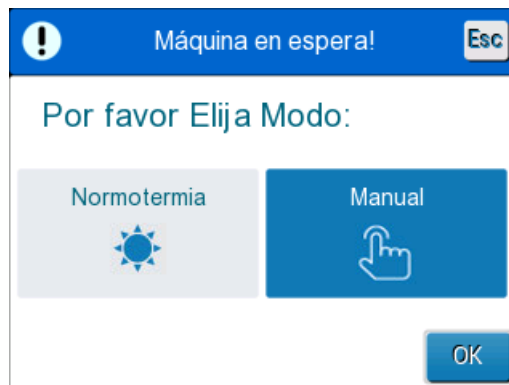 Máquina en espera!
Esc
Por favor Elija Modo:
Normotermia
Manual
OK